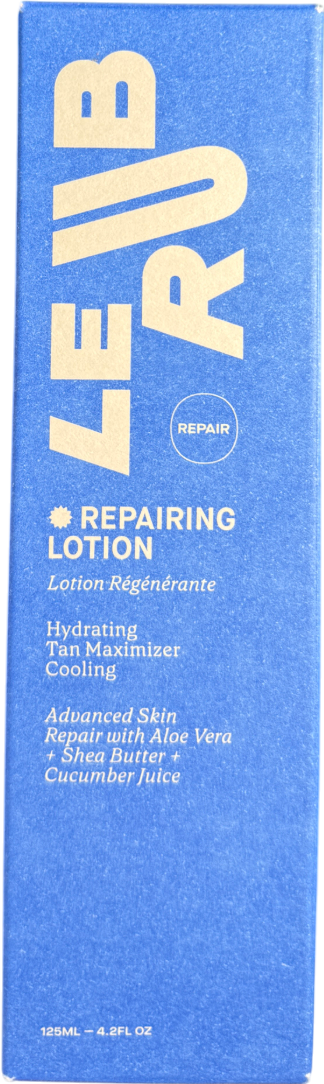 LE RUB
REPAIR
REPAIRING
LOTION
Lotion Régénérante
Hydrating
Tan Maximizer
Cooling
Advanced Skin
Repair with Aloe Vera
+ Shea Butter +
Cucumber Juice
125ML — 4.2FL OZ